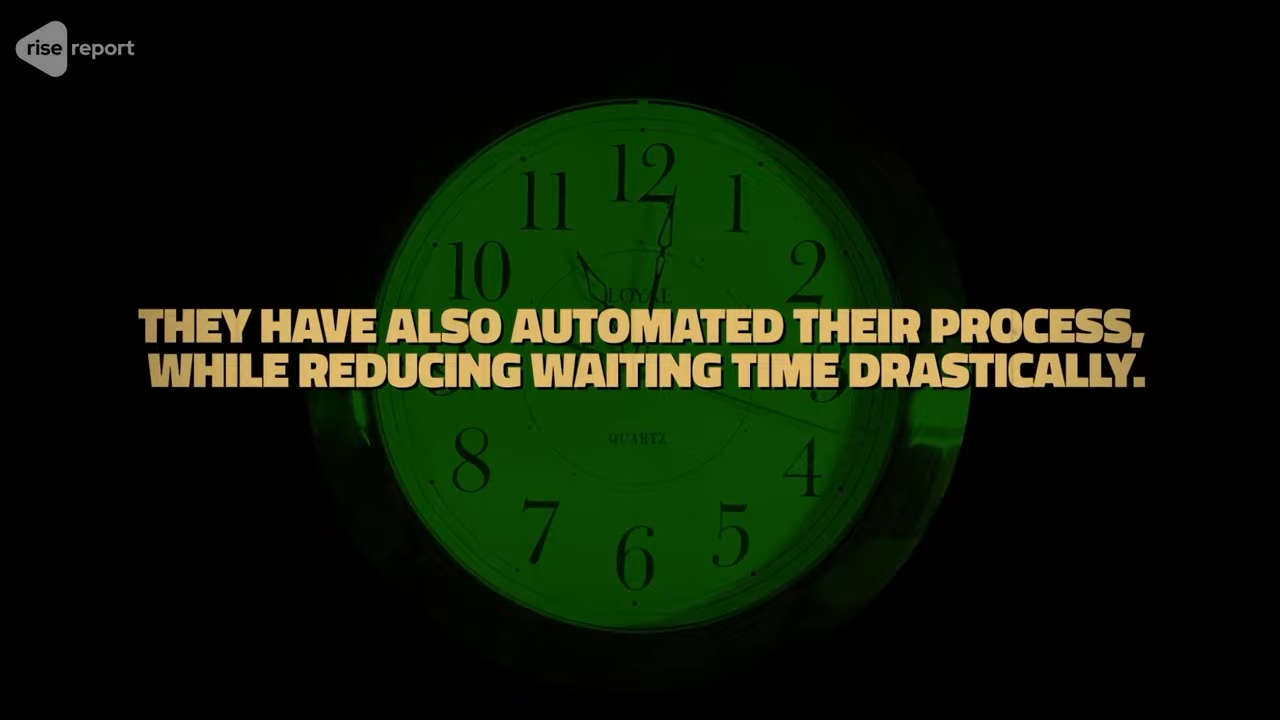 rise report
12
11
1
10
2
LOYAL
THEY HAVE ALSO AUTOMATED THEIR PROCESS,
WHILE REDUCING WAITING TIME DRASTICALLY.
3
QUARTZ
8
4
7
5
6